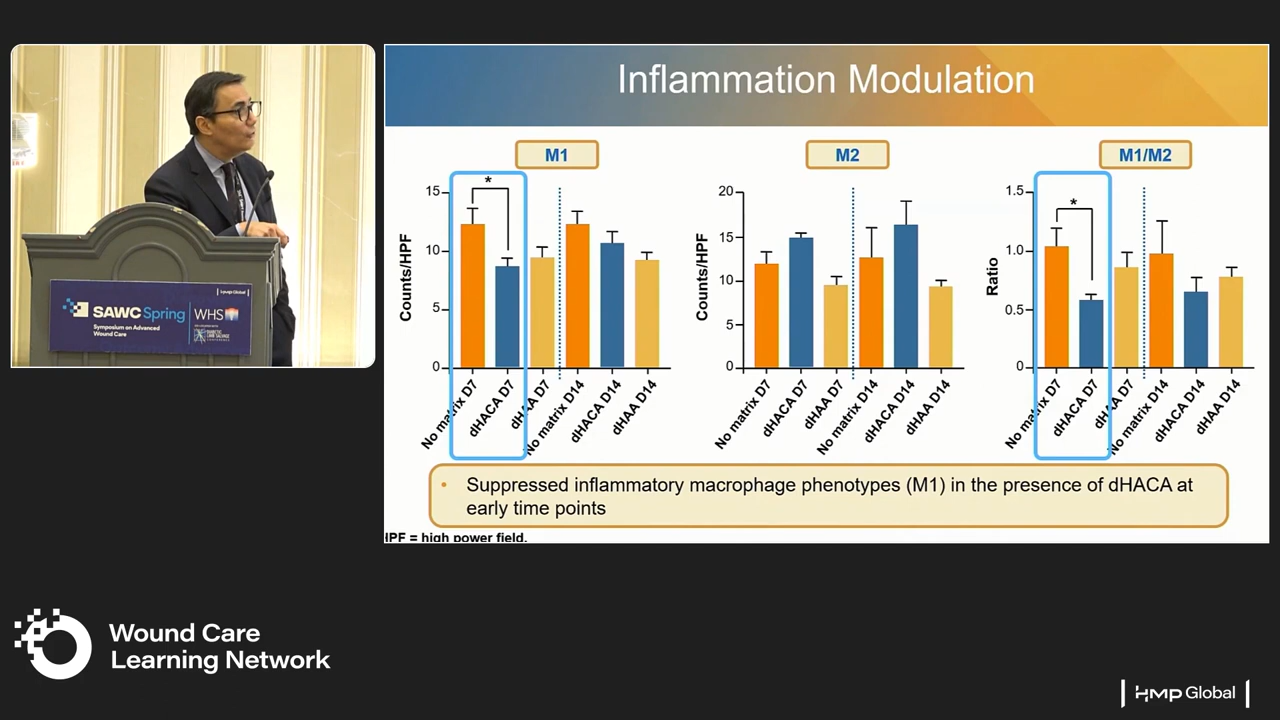 Inflammation Modulation
M1
M2
M1/M2
15
10
5
0
Counts/HPF
*
No matrix D7
dHACA D7
dHAA D7
No matrix D14
dHACA D14
dHAA D14
20
15
10
5
0
Counts/HPF
No matrix D7
dHACA D7
dHAA D7
No matrix D14
dHACA D14
dHAA D14
1.5
1.0
0.5
0
Ratio
*
No matrix D7
dHACA D7
dHAA D7
No matrix D14
dHACA D14
dHAA D14
• Suppressed inflammatory macrophage phenotypes (M1) in the presence of dHACA at
early time points
HPF = high power field.
HMP Global
SAWC Spring
Symposium on Advanced
Wound Care
WHS
Wound Care
Learning Network
HMP Global